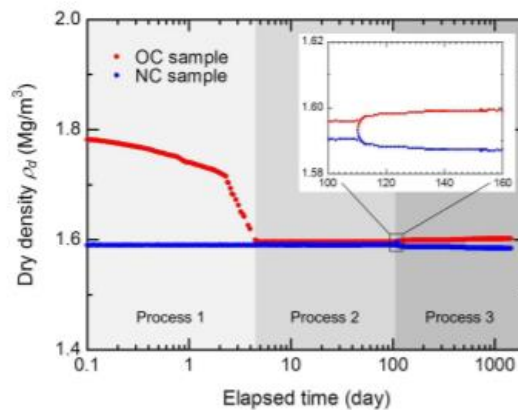 2.0
1.8
1.6
1.4
Dry density ρd (Mg/m³)
OC sample
NC sample
1.62
1.60
1.58
100 120 140 160
Process 1 Process 2 Process 3
0.1 1 10 100 1000
Elapsed time (day)